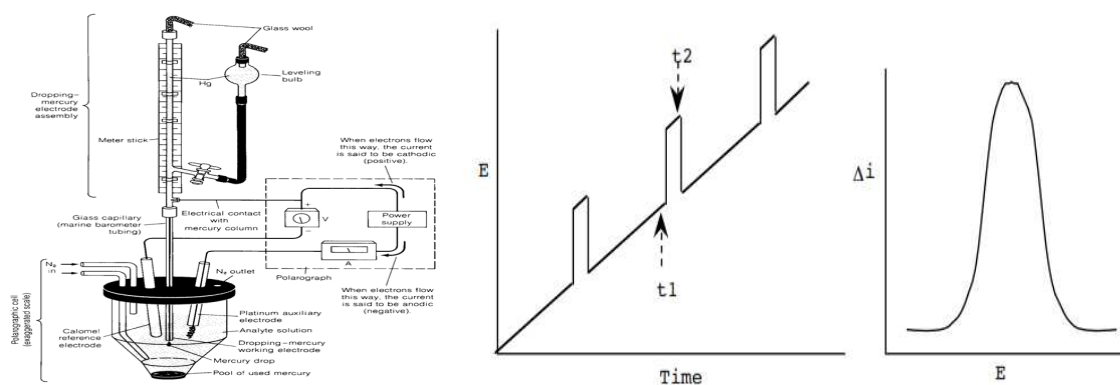 Glass wool
Hg
Leveling
bulb
Dropping–
mercury
electrode
assembly
Meter stick
When electrons flow
this way, the current
is said to be cathodic
(positive).
Glass capillary
(marine barometer
tubing)
Electrical contact
with
mercury column
+
V
−
Power
supply
A
Polarograph
N₂
in
N₂ outlet
When electrons flow
this way, the current
is said to be anodic
(negative).
Polarographic cell
(exaggerated scale)
Platinum auxiliary
electrode
Analyte solution
Calomel
reference
electrode
Dropping–mercury
working electrode
Mercury drop
Pool of used mercury
E
t2
t1
Time
Δi
E